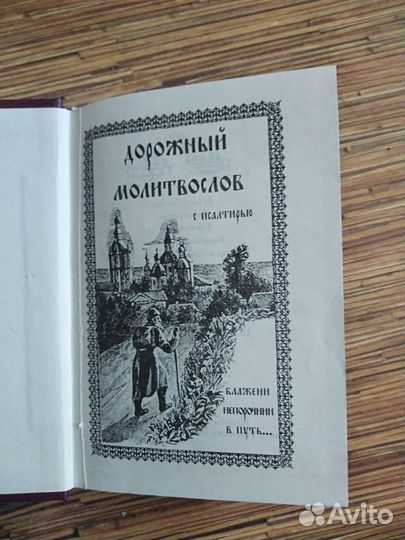 дорожный
молитвослов
с псалтирью
блажени
непорочнии
в путь...
Avito